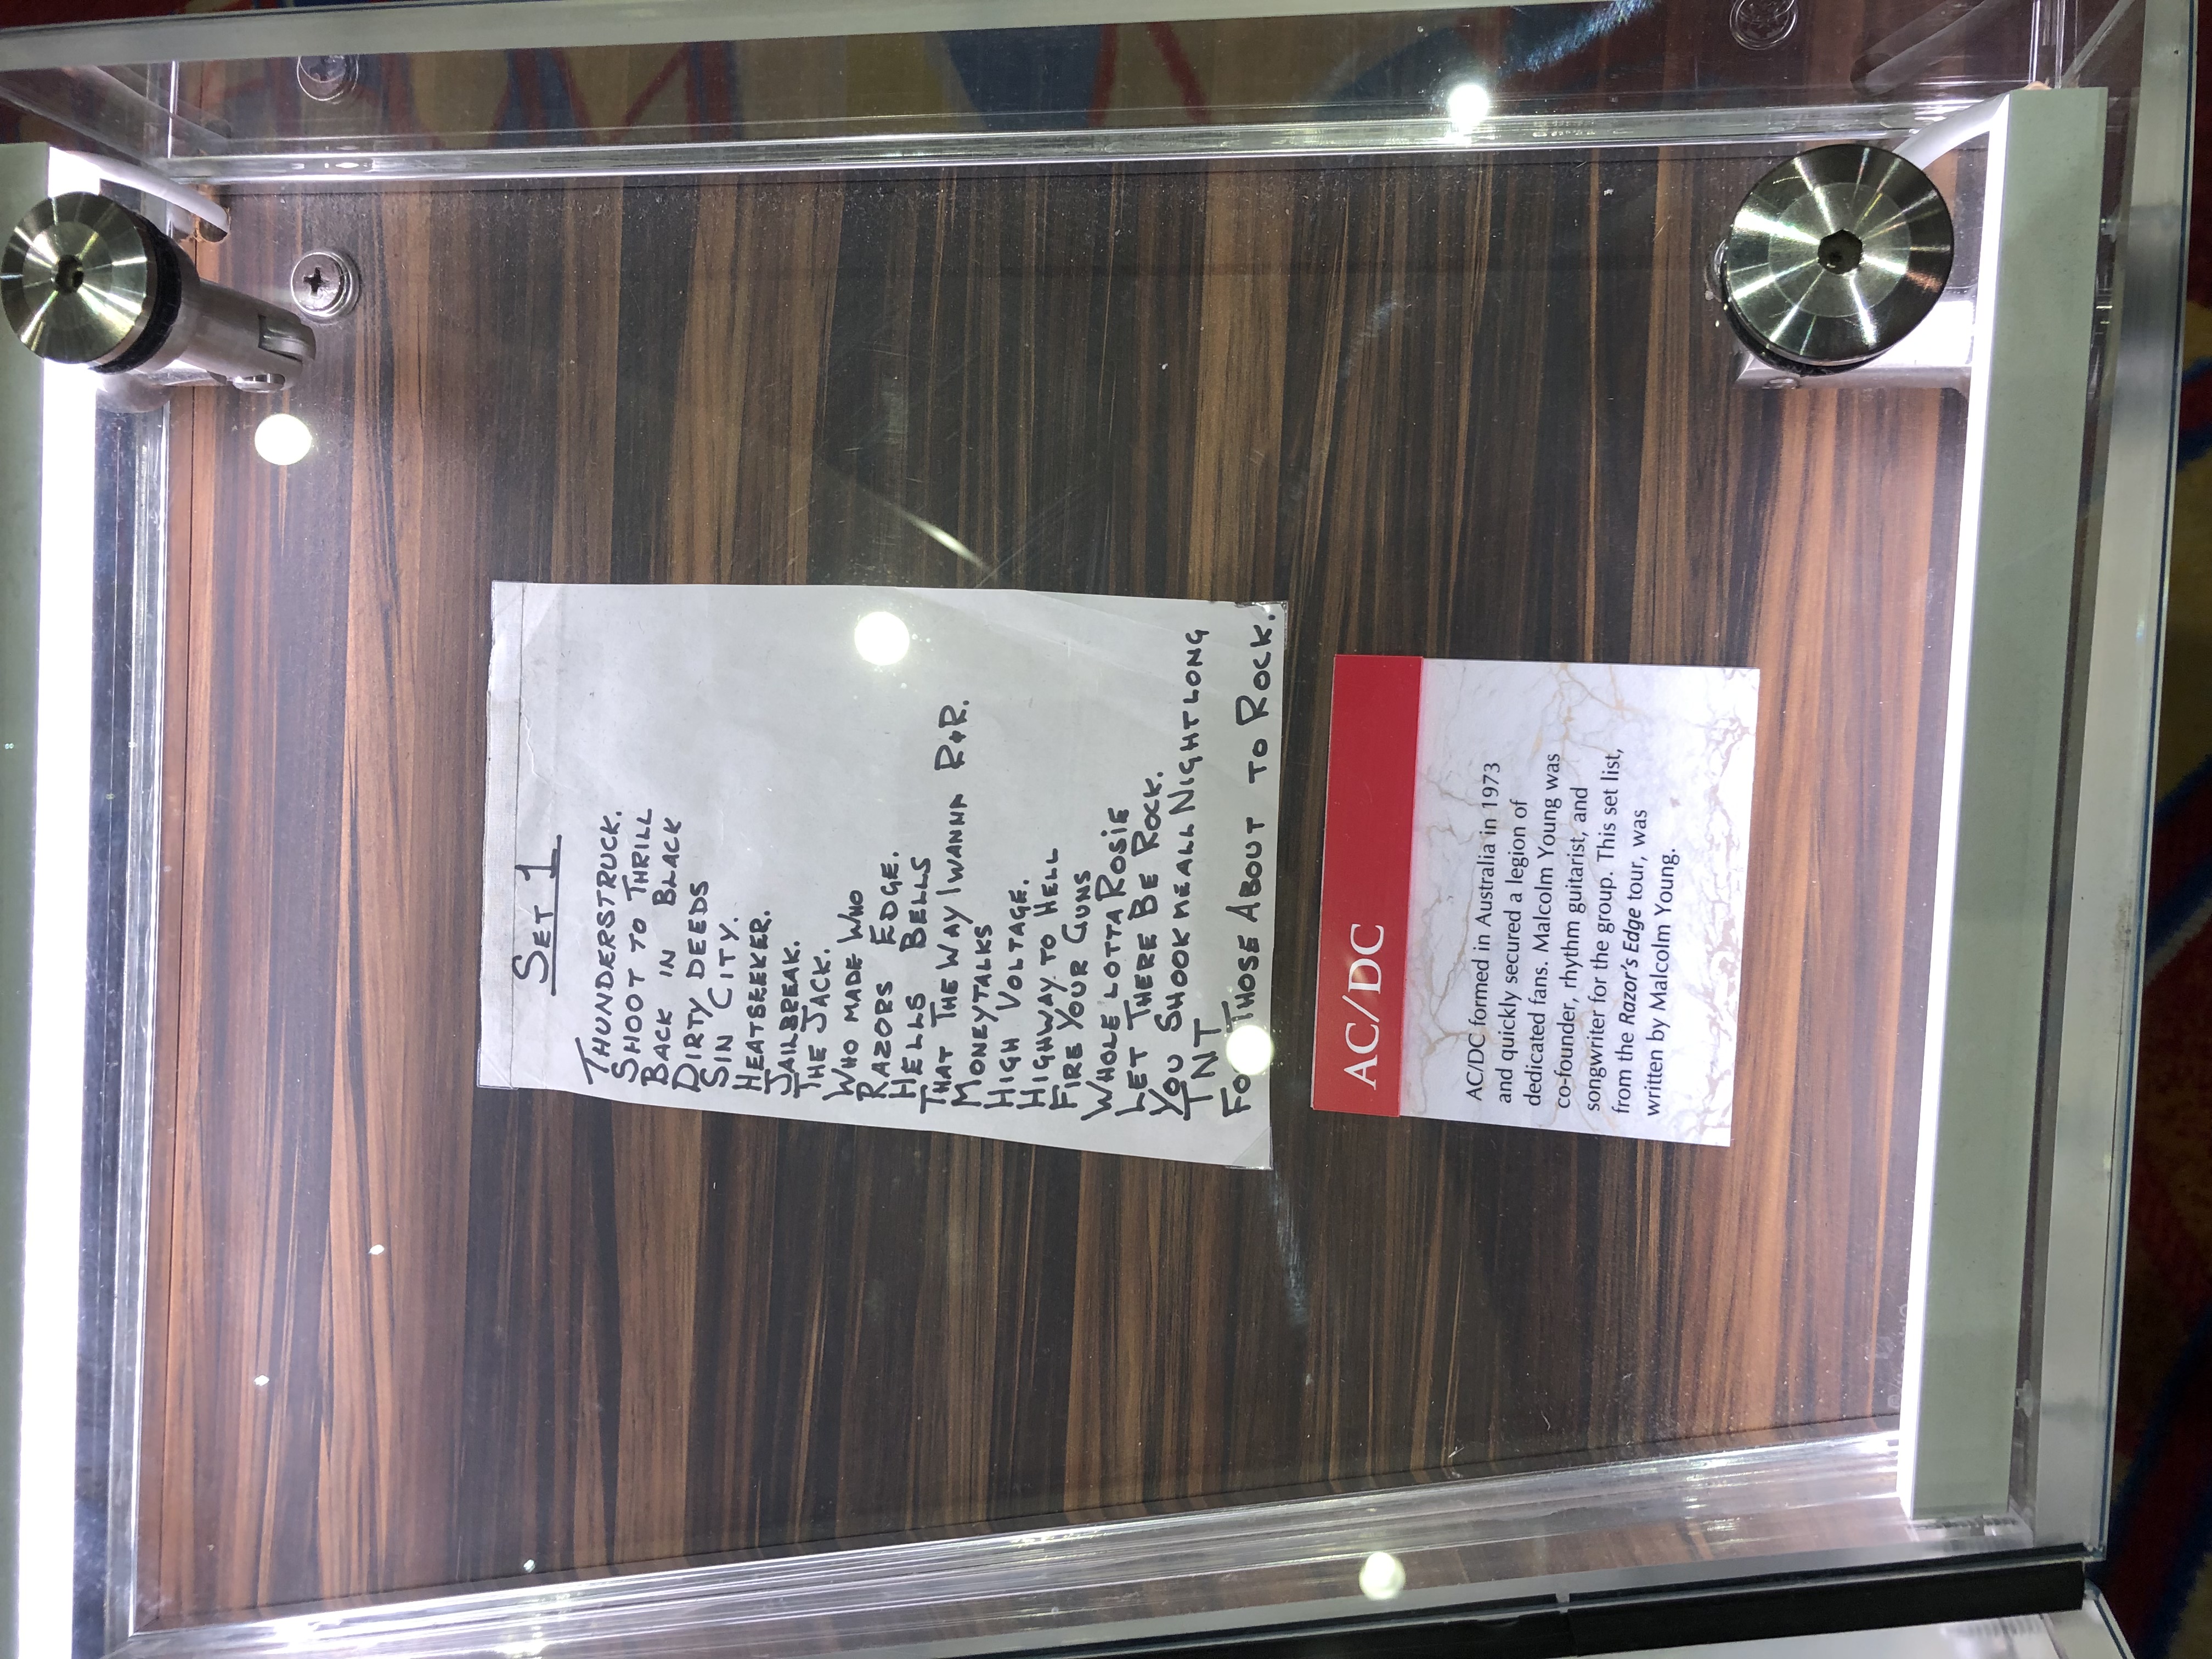 SET 1
THUNDERSTRUCK.
SHOOT TO THRILL
BACK IN BLACK
DIRTY DEEDS
SIN CITY.
HEATSEEKER.
JAILBREAK.
THE JACK.
WHO MADE WHO
RAZORS EDGE.
HELLS BELLS
THAT THE WAY I WANNA R&R.
MONEYTALKS
HIGH VOLTAGE.
HIGHWAY TO HELL
FIRE YOUR GUNS
WHOLE LOTTA ROSIE
LET THERE BE ROCK.
YOU SHOOK ME ALL NIGHT LONG
TNT
THOSE ABOUT TO ROCK.
AC/DC
AC/DC formed in Australia in 1973
and quickly secured a legion of
dedicated fans. Malcolm Young was
co-founder, rhythm guitarist, and
songwriter for the group. This set list,
from the Razor's Edge tour, was
written by Malcolm Young.